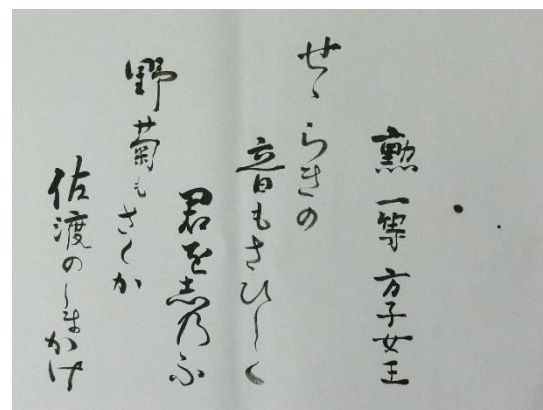 勲一等 方子女王
せゝらきの
音もさひしく
君を志乃ふ
野菊もさくか
佐渡のしまかけ